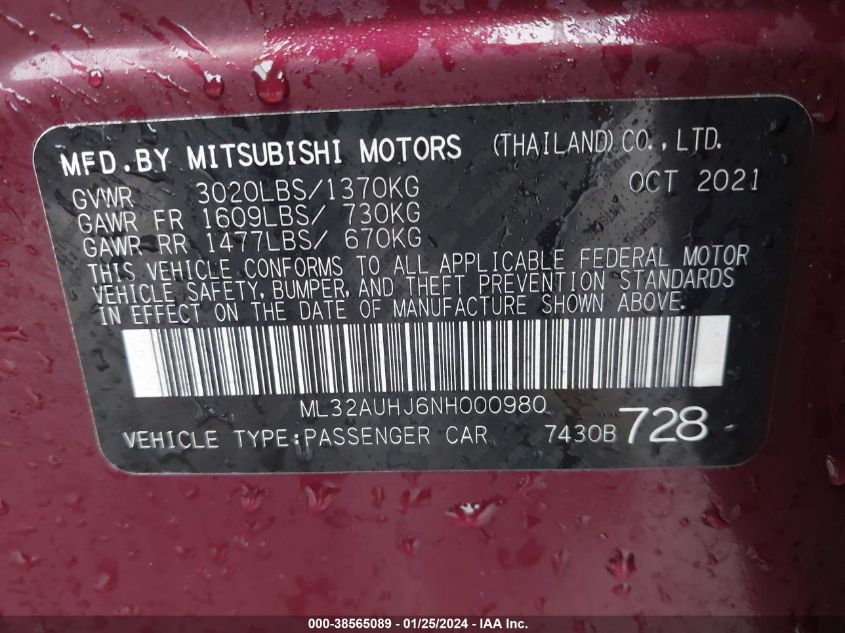 MFD.BY MITSUBISHI MOTORS (THAILAND) CO., LTD.
GVWR 3020LBS/1370KG OCT 2021
GAWR FR 1609LBS/ 730KG
GAWR RR 1477LBS/ 670KG
THIS VEHICLE CONFORMS TO ALL APPLICABLE FEDERAL MOTOR
VEHICLE SAFETY, BUMPER, AND THEFT PREVENTION STANDARDS
IN EFFECT ON THE DATE OF MANUFACTURE SHOWN ABOVE.
ML32AUHJ6NH000980
VEHICLE TYPE:PASSENGER CAR 7430B 728
000-38565089 - 01/25/2024 - IAA